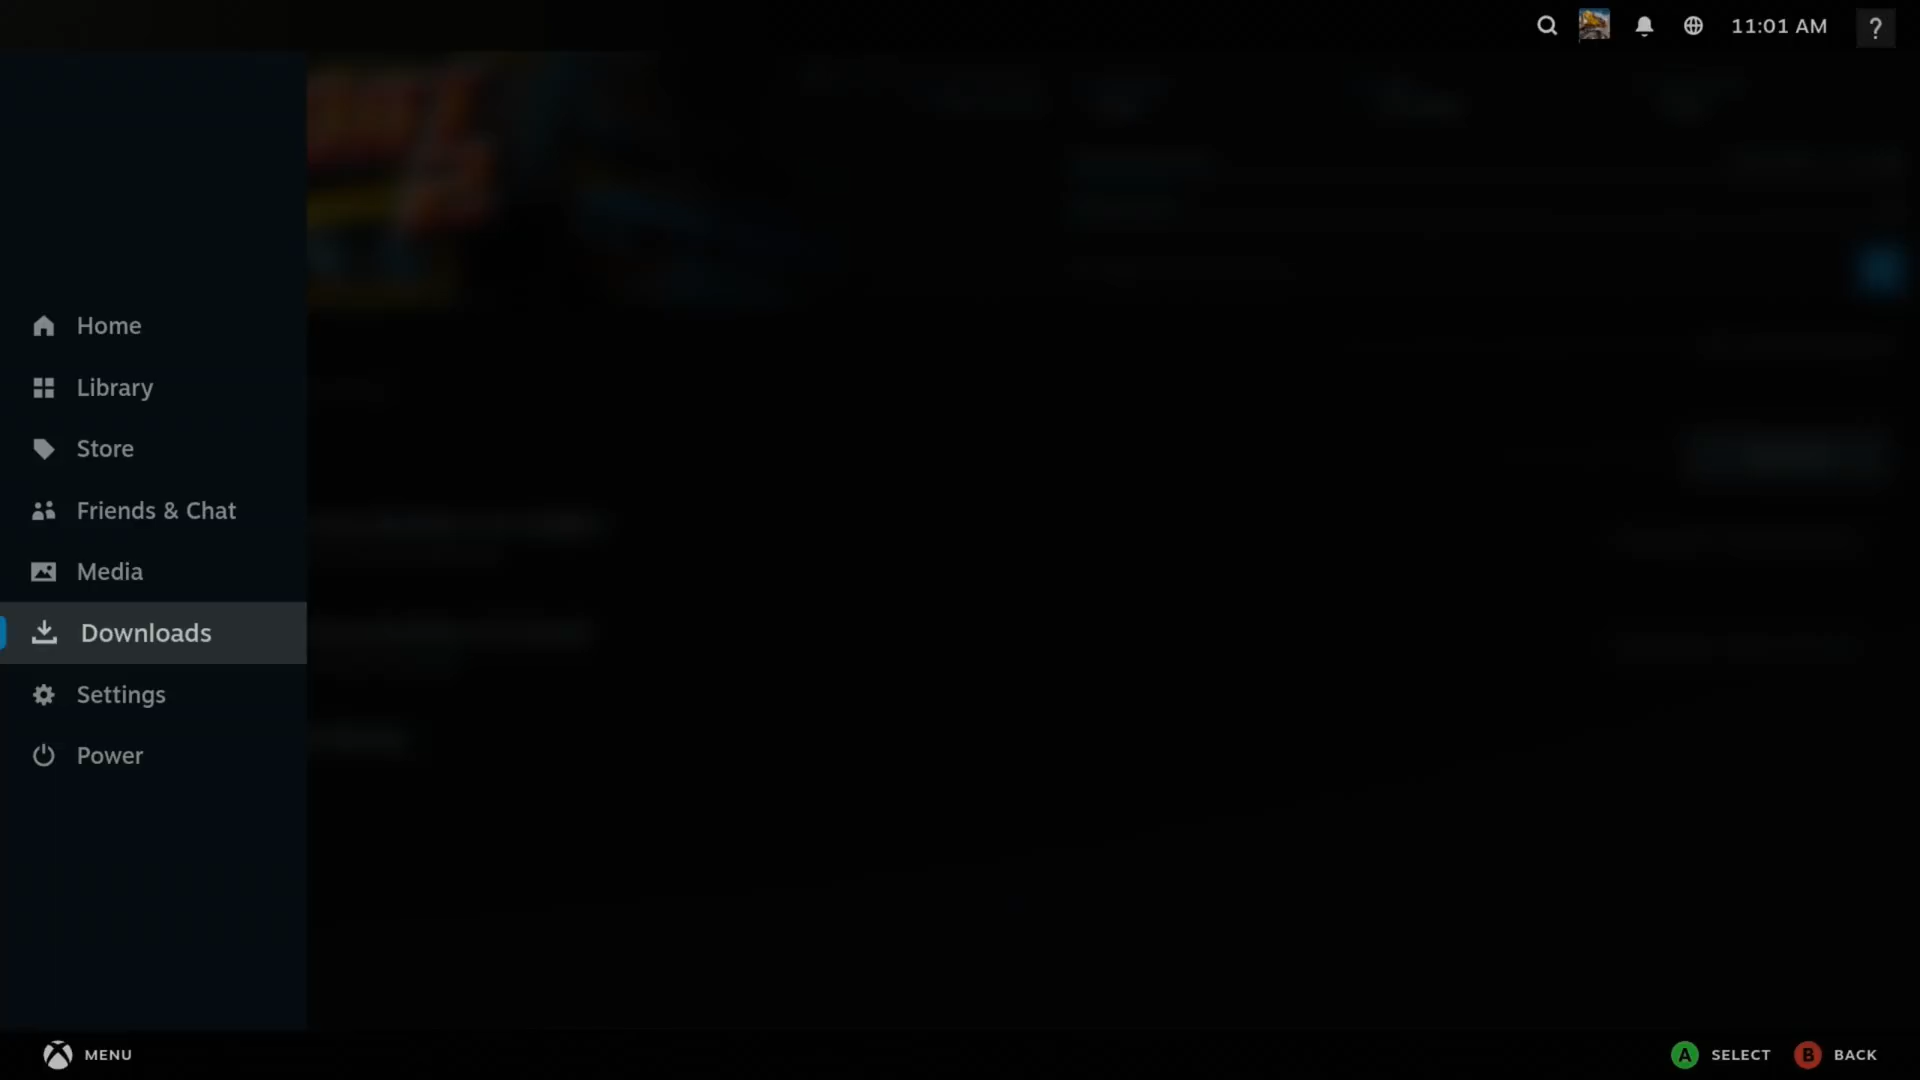 11:01 AM
?
Home
Library
Store
Friends & Chat
Media
Downloads
Settings
Power
MENU
A SELECT B BACK